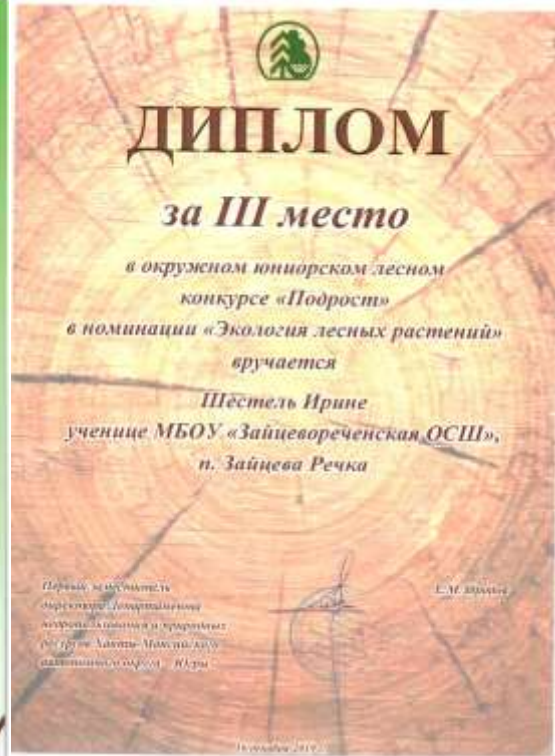 ДИПЛОМ
за III место
в окружном юниорском лесном
конкурсе «Подрост»
в номинации «Экология лесных растений»
вручается
Шестель Ирине
ученице МБОУ «Зайцевореченская ОСШ»,
п. Зайцева Речка
Первый заместитель
директора Департамента
недропользования и природных
ресурсов Ханты-Мансийского
автономного округа – Югры